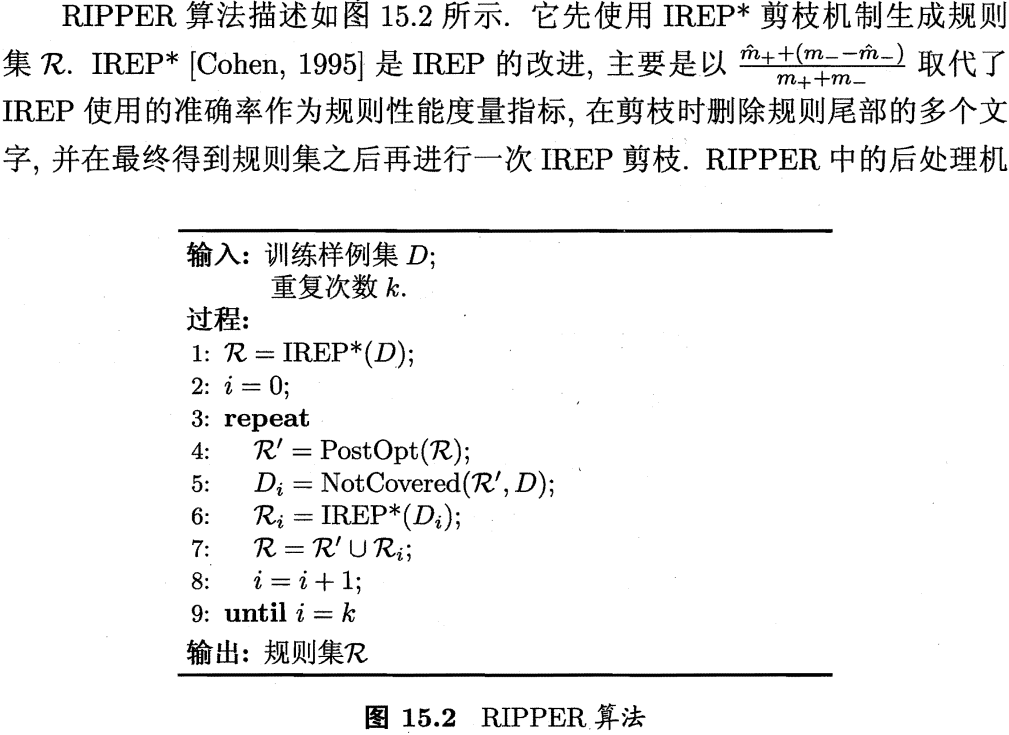 RIPPER 算法描述如图 15.2 所示. 它先使用 IREP* 剪枝机制生成规则
集 $\mathcal{R}$. IREP* [Cohen, 1995] 是 IREP 的改进, 主要是以 $\frac{\hat{m}_+ + (m_- - \hat{m}_-)}{m_+ + m_-}$ 取代了
IREP 使用的准确率作为规则性能度量指标, 在剪枝时删除规则尾部的多个文
字, 并在最终得到规则集之后再进行一次 IREP 剪枝. RIPPER 中的后处理机
输入: 训练样例集 $D$;
重复次数 $k$.
过程:
1: $\mathcal{R}$ = IREP*($D$);
2: $i = 0$;
3: repeat
4: $\mathcal{R}'$ = PostOpt($\mathcal{R}$);
5: $D_i$ = NotCovered($\mathcal{R}'$, $D$);
6: $\mathcal{R}_i$ = IREP*($D_i$);
7: $\mathcal{R} = \mathcal{R}' \cup \mathcal{R}_i$;
8: $i = i + 1$;
9: until $i = k$
输出: 规则集$\mathcal{R}$
图 15.2 RIPPER 算法